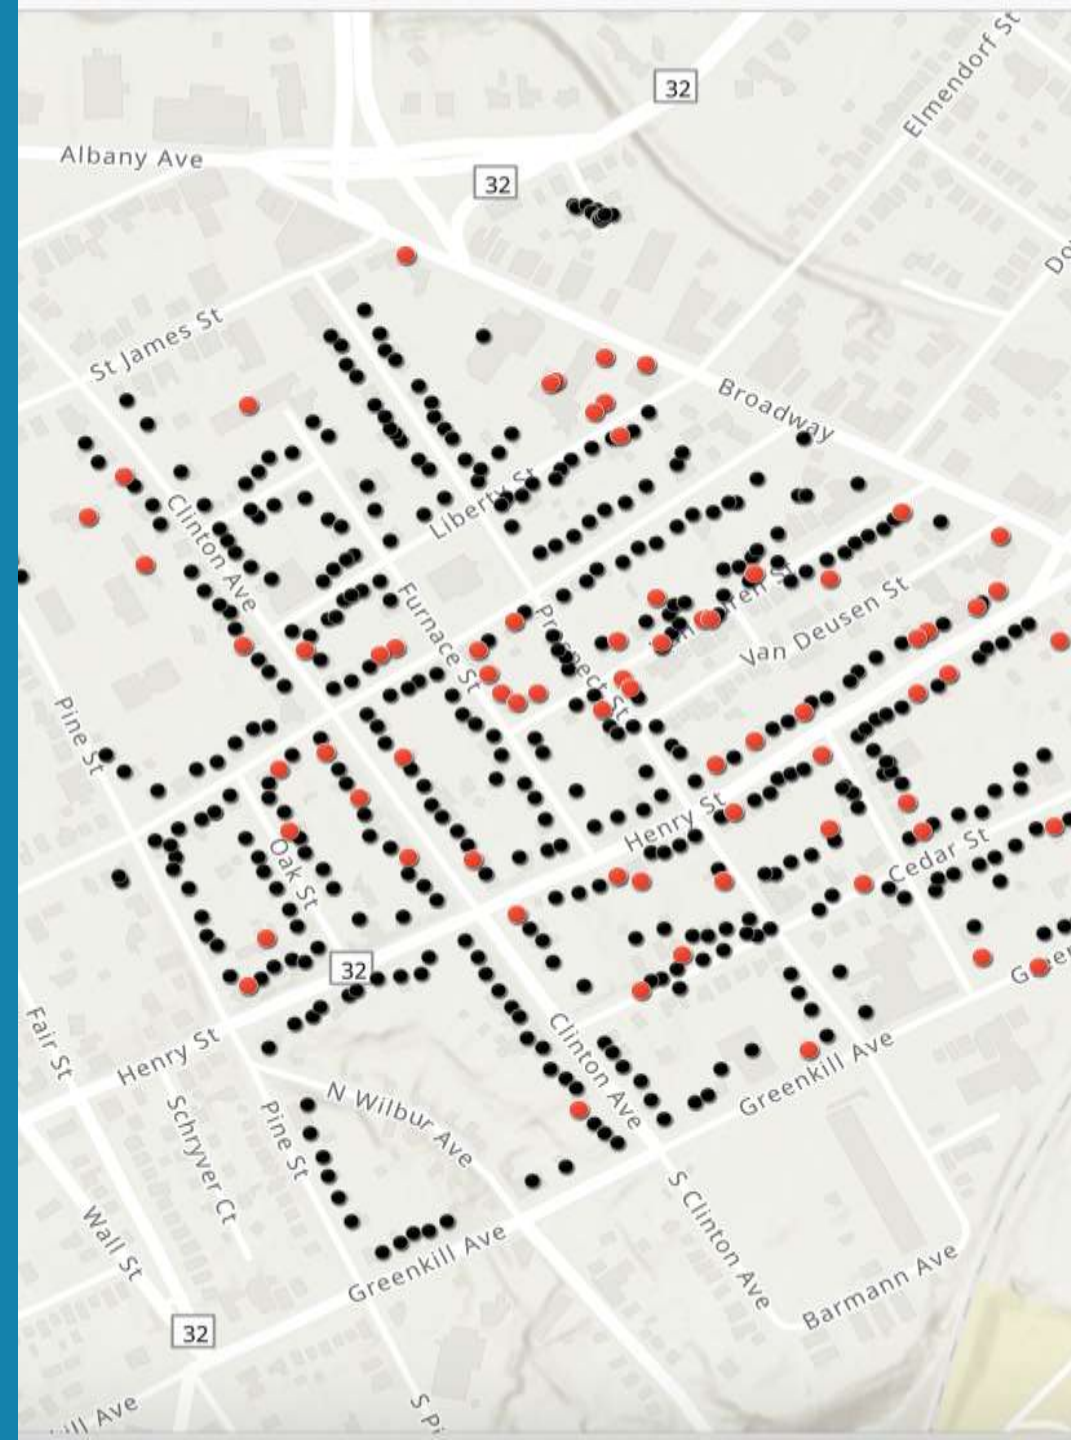 Elmendorf St
32
Albany Ave
32
St James St
Broadway
Liberty St
Clinton Ave
Furnace St
Prospect St
Van Deusen St
Pine St
Henry St
Oak St
Cedar St
32
Fair St
Henry St
Clinton Ave
Greenkill Ave
N Wilbur Ave
Schryver Ct
Pine St
S Clinton Ave
Wall St
Greenkill Ave
Barmann Ave
32
S Pi
ill Ave